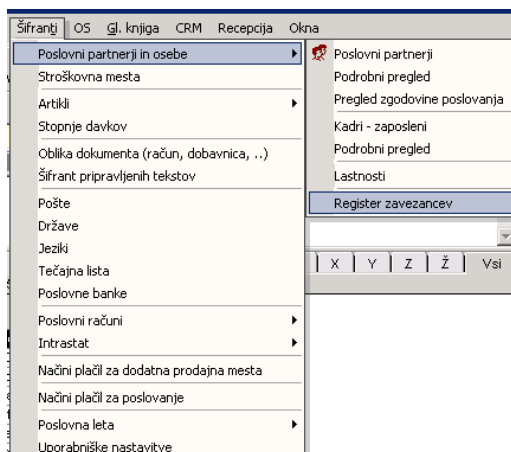 Šifranti OS Gl. knjiga CRM Recepcija Okna
Poslovni partnerji in osebe
Stroškovna mesta
Artikli
Stopnje davkov
Oblika dokumenta (račun, dobavnica, ..)
Šifrant pripravljenih tekstov
Pošte
Države
Jeziki
Tečajna lista
Poslovne banke
Poslovni računi
Intrastat
Načini plačil za dodatna prodajna mesta
Načini plačil za poslovanje
Poslovna leta
Uporabniške nastavitve
Poslovni partnerji
Podrobni pregled
Pregled zgodovine poslovanja
Kadri - zaposleni
Podrobni pregled
Lastnosti
Register zavezancev
X Y Z Ž Vsi